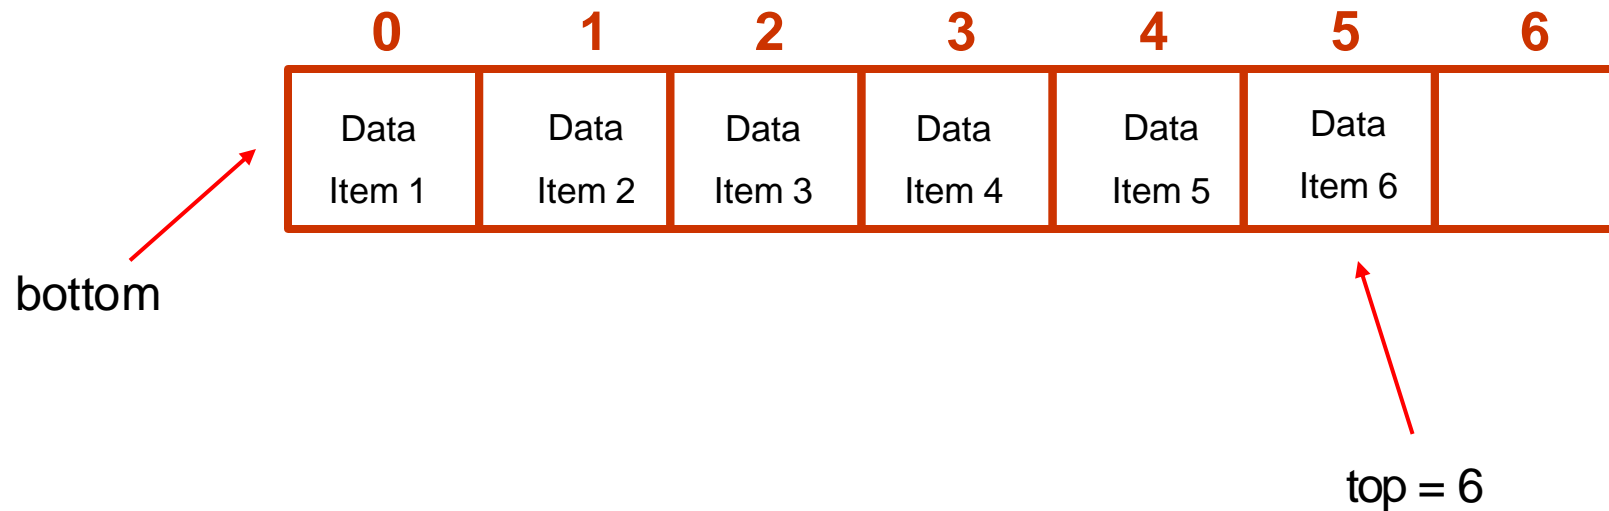 0 1 2 3 4 5 6
Data Data Data Data Data Data
Item 1 Item 2 Item 3 Item 4 Item 5 Item 6
bottom
top = 6